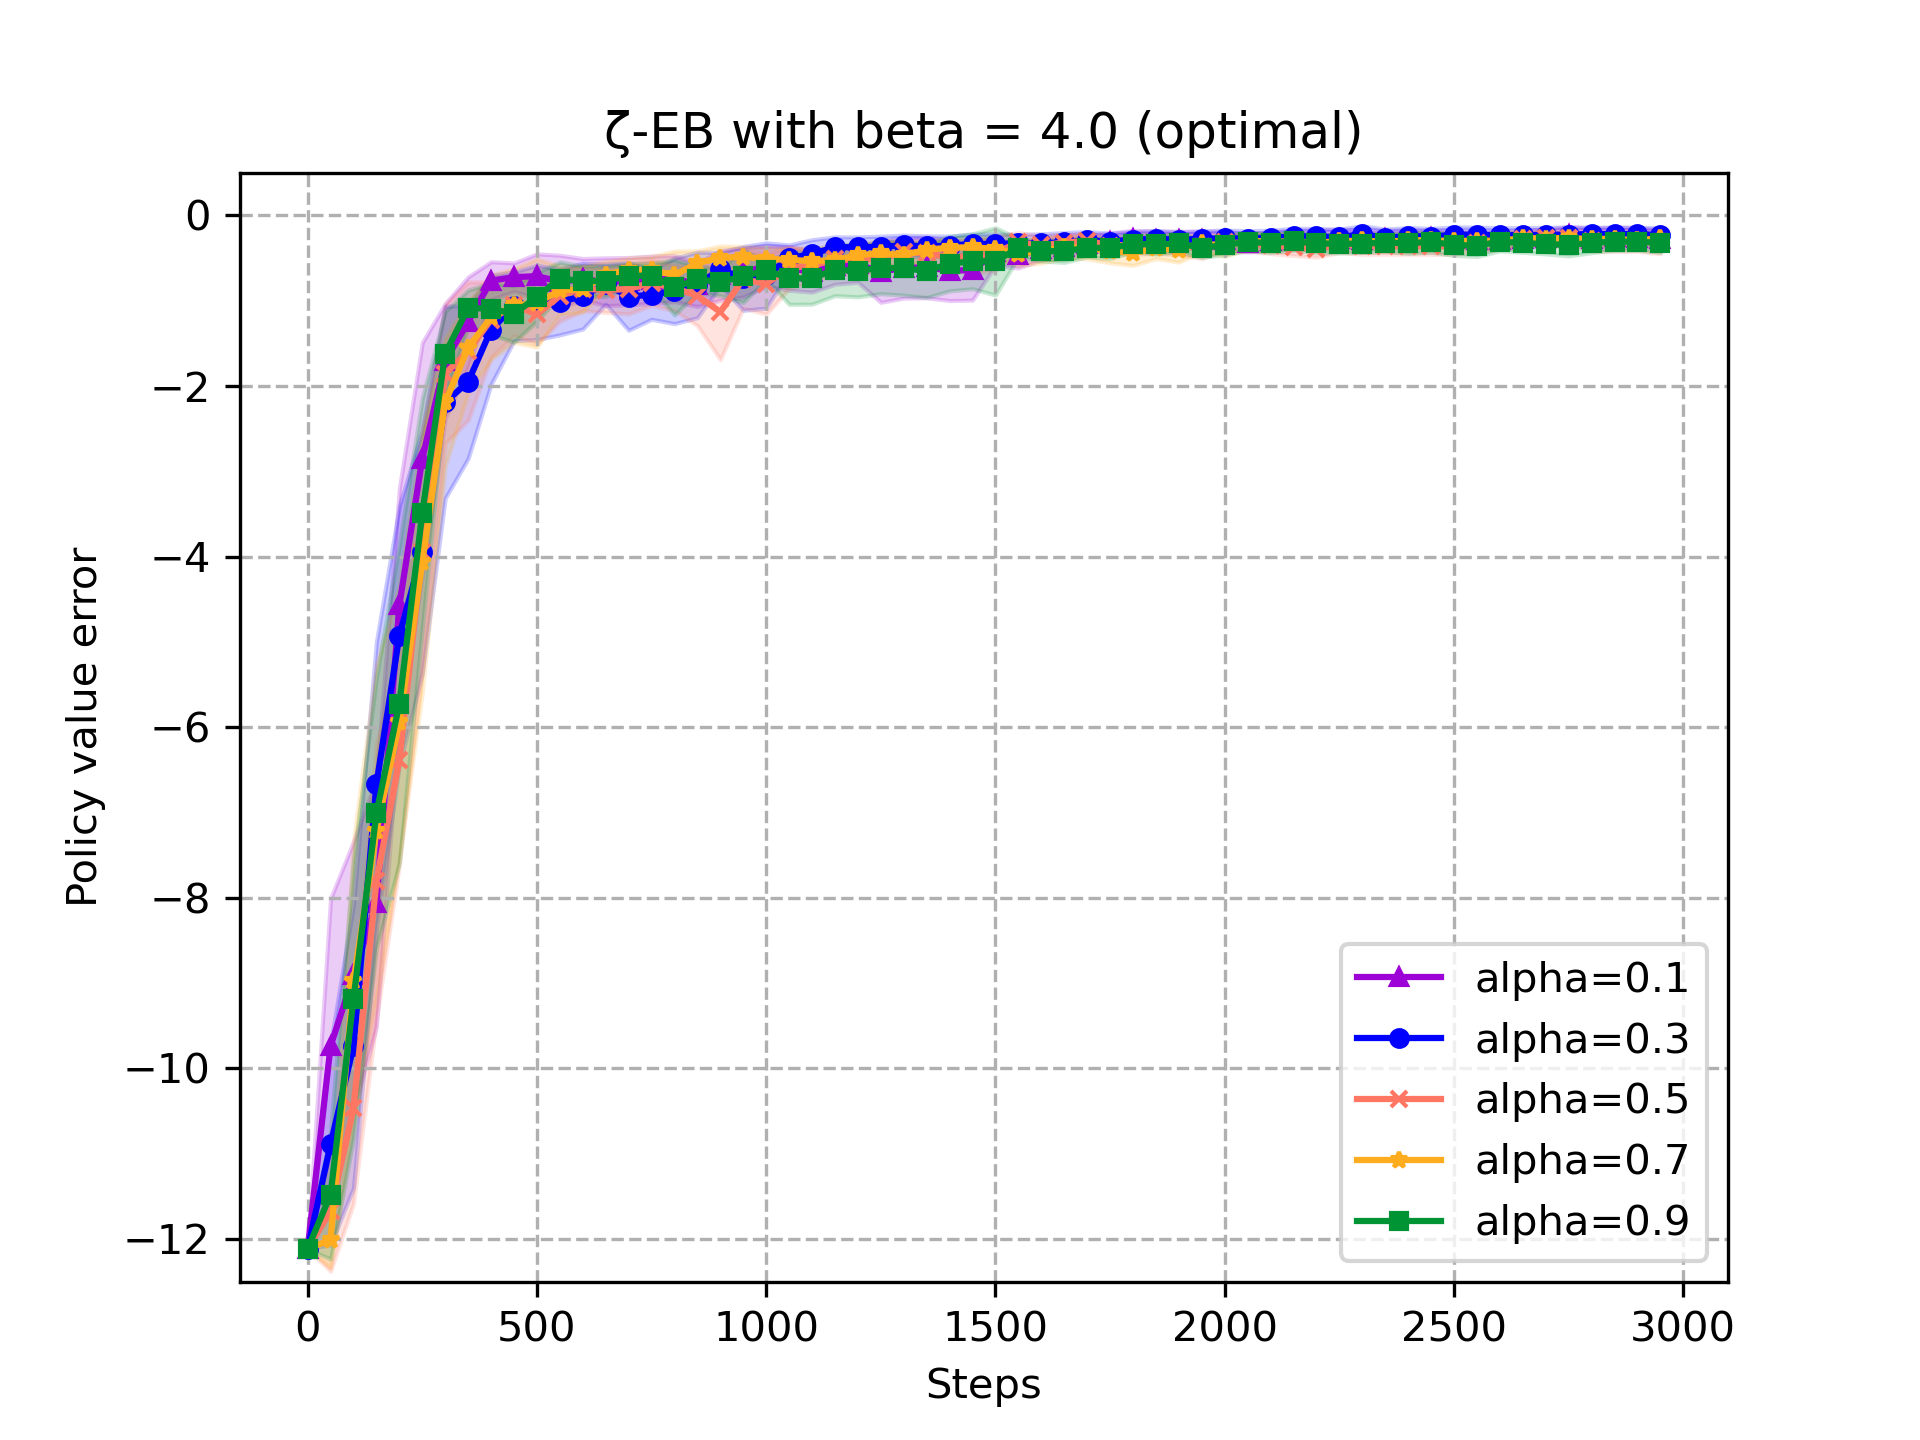 ζ-EB with beta = 4.0 (optimal)
Policy value error
0
−2
−4
−6
−8
−10
−12
alpha=0.1
alpha=0.3
alpha=0.5
alpha=0.7
alpha=0.9
0 500 1000 1500 2000 2500 3000
Steps